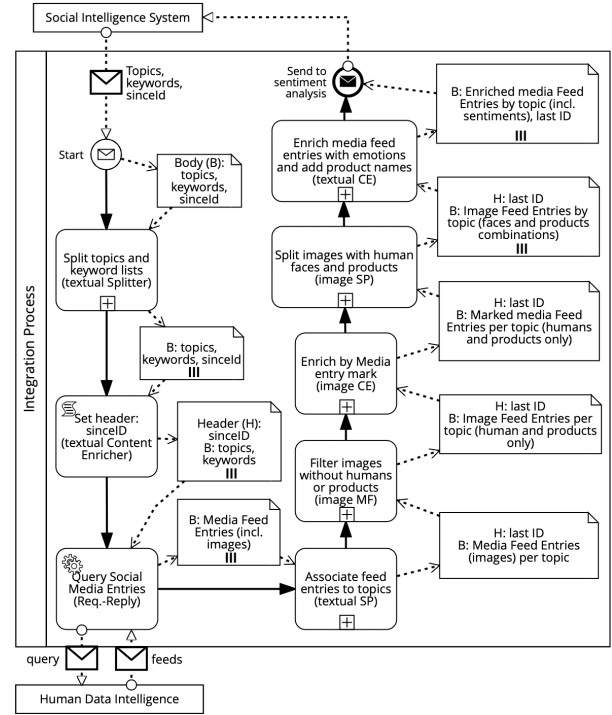 Social Intelligence System
Topics,
keywords,
sinceId
Start
Body (B):
topics,
keywords,
sinceId
Split topics and
keyword lists
(textual Splitter)
B: topics,
keywords, sinceId
Set header:
sinceID
(textual Content
Enricher)
Header (H):
sinceID
B: topics,
keywords
B: Media Feed
Entries (incl.
images)
Query Social
Media Entries
(Req.-Reply)
query
feeds
Human Data Intelligence
Integration Process
Send to
sentiment
analysis
B: Enriched media Feed
Entries by topic (incl.
sentiments), last ID
Enrich media feed
entries with emotions
and add product names
(textual CE)
H: last ID
B: Image Feed Entries by
topic (faces and products
combinations)
Split images with human
faces and products
(image SP)
H: last ID
B: Marked media Feed
Entries per topic (humans
and products only)
Enrich by Media
entry mark
(image CE)
H: last ID
B: Image Feed Entries per
topic (human and products
only)
Filter images
without humans
or products
(image MF)
H: last ID
B: Media Feed Entries
(images) per topic
Associate feed
entries to topics
(textual SP)